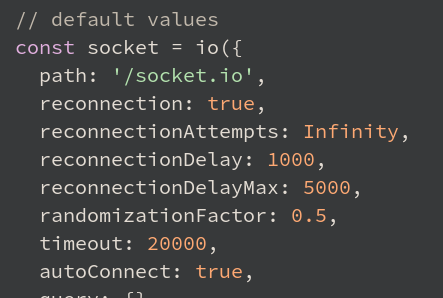 // default values
const socket = io({
  path: '/socket.io',
  reconnection: true,
  reconnectionAttempts: Infinity,
  reconnectionDelay: 1000,
  reconnectionDelayMax: 5000,
  randomizationFactor: 0.5,
  timeout: 20000,
  autoConnect: true,
  query: {}